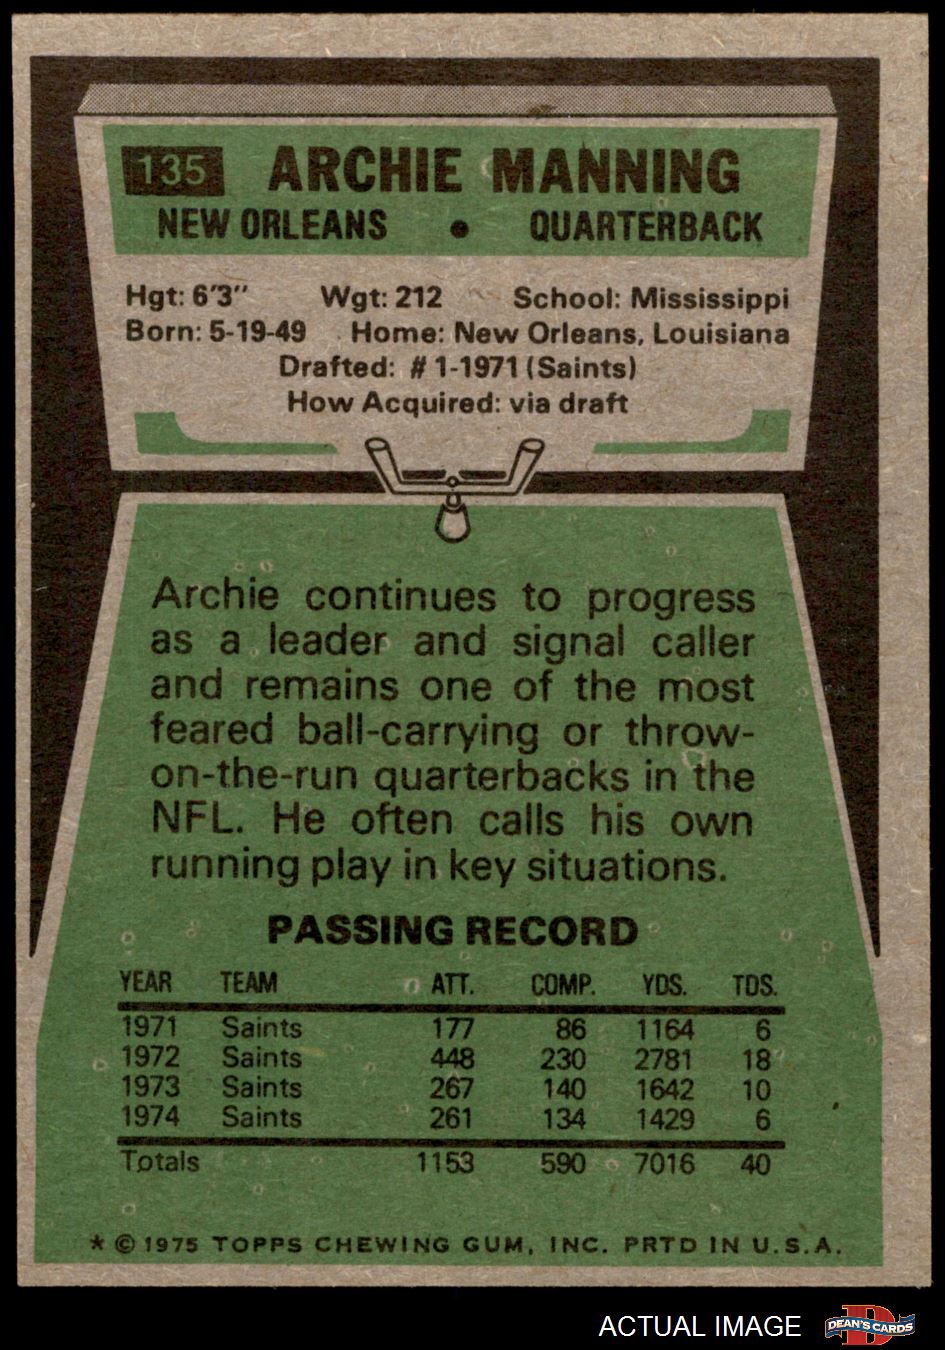 135 ARCHIE MANNING
NEW ORLEANS • QUARTERBACK
Hgt: 6'3" Wgt: 212 School: Mississippi
Born: 5-19-49 Home: New Orleans, Louisiana
Drafted: #1-1971 (Saints)
How Acquired: via draft
Archie continues to progress
as a leader and signal caller
and remains one of the most
feared ball-carrying or throw-
on-the-run quarterbacks in the
NFL. He often calls his own
running play in key situations.
PASSING RECORD
YEAR TEAM ATT. COMP. YDS. TDS.
1971 Saints 177 86 1164 6
1972 Saints 448 230 2781 18
1973 Saints 267 140 1642 10
1974 Saints 261 134 1429 6
Totals 1153 590 7016 40
* © 1975 TOPPS CHEWING GUM, INC. PRTD IN U.S.A.
ACTUAL IMAGE D DEAN'S CARDS